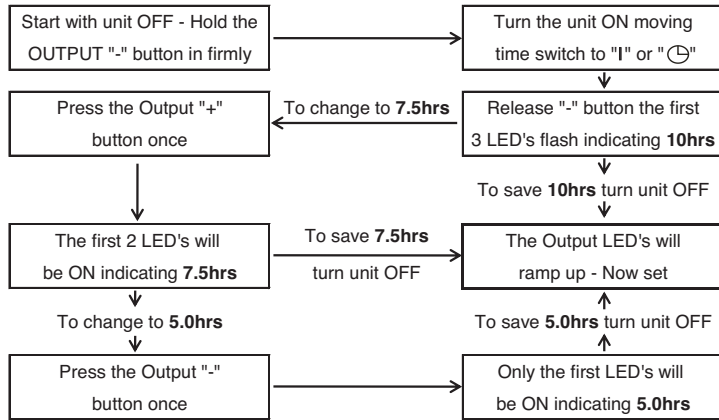 Start with unit OFF - Hold the
OUTPUT "-" button in firmly
Turn the unit ON moving
time switch to "I" or " "
Release "-" button the first
3 LED's flash indicating 10hrs
To change to 7.5hrs
Press the Output "+"
button once
To save 10hrs turn unit OFF
The first 2 LED's will
be ON indicating 7.5hrs
To save 7.5hrs
turn unit OFF
The Output LED's will
ramp up - Now set
To change to 5.0hrs
Press the Output "-"
button once
Only the first LED's will
be ON indicating 5.0hrs
To save 5.0hrs turn unit OFF